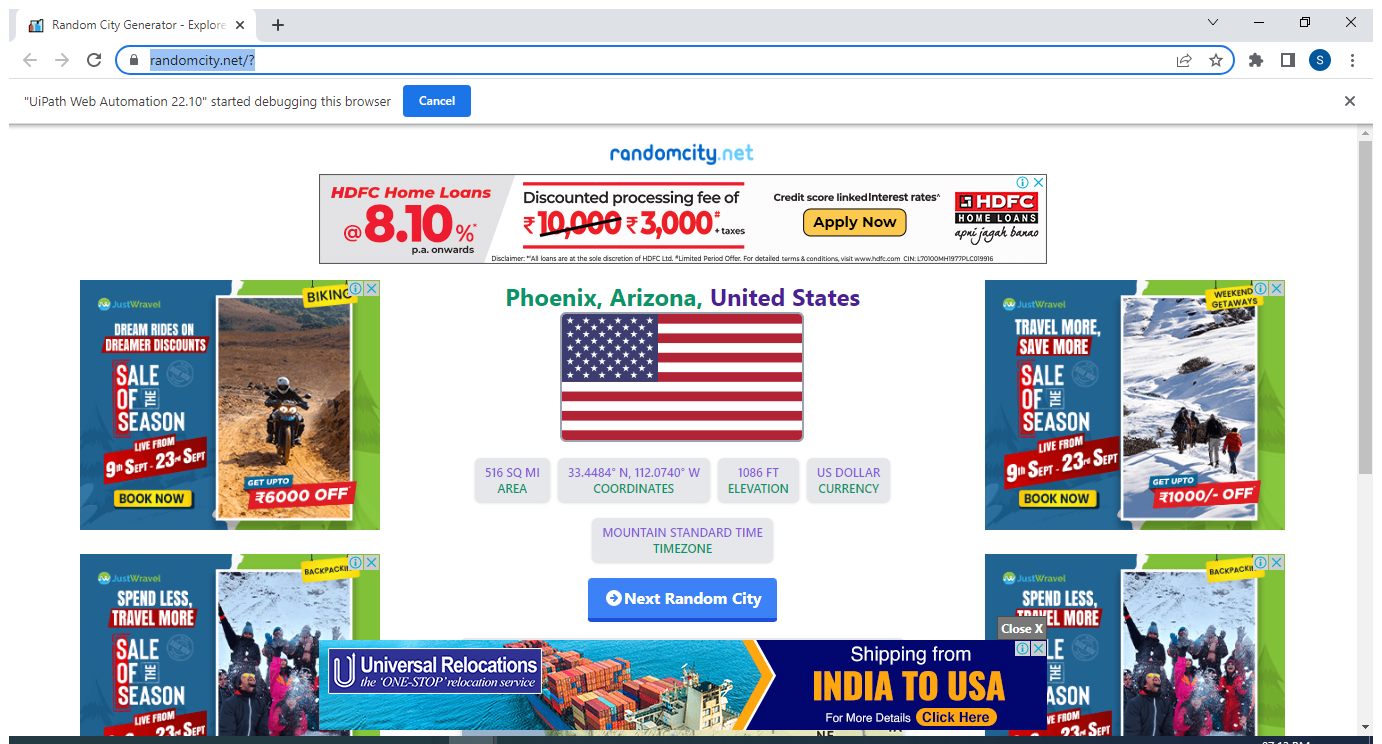 Random City Generator - Explore
randomcity.net/?
S
"UiPath Web Automation 22.10" started debugging this browser
Cancel
randomcity.net
HDFC Home Loans
@ 8.10%*
p.a. onwards
Discounted processing fee of
₹10,000 ₹3,000#
+ taxes
Credit score linked Interest rates^
Apply Now
HDFC
HOME LOANS
apni jagah banao
Disclaimer: *^All loans are at the sole discretion of HDFC Ltd. #Limited Period Offer. For detailed terms & conditions, visit www.hdfc.com CIN: L70100MH1977PLC019916
JustWravel
BIKING
DREAM RIDES ON
DREAMER DISCOUNTS
SALE
OF THE
SEASON
LIVE FROM
9th SEPT - 23rd SEPT
BOOK NOW
GET UPTO
₹6000 OFF*
Phoenix, Arizona, United States
516 SQ MI
AREA
33.4484° N, 112.0740° W
COORDINATES
1086 FT
ELEVATION
US DOLLAR
CURRENCY
MOUNTAIN STANDARD TIME
TIMEZONE
Next Random City
JustWravel
WEEKEND
GETAWAYS
TRAVEL MORE,
SAVE MORE
SALE
OF THE
SEASON
LIVE FROM
9th SEPT - 23rd SEPT
BOOK NOW
GET UPTO
₹1000/- OFF*
JustWravel
SPEND LESS,
TRAVEL MORE
SALE
OF THE
SEASON
LIVE FROM
JustWravel
SPEND LESS,
MORE
ALE
OF THE
EASON
LIVE FROM
Close X
Universal Relocations
the 'ONE-STOP' relocation service
Shipping from
INDIA TO USA
For More Details Click Here